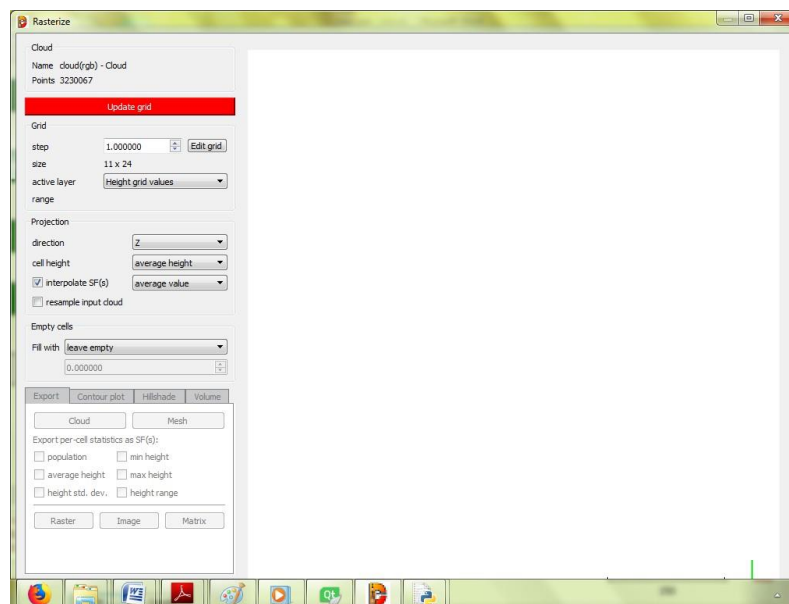 Rasterize
Cloud
Name cloud(rgb) - Cloud
Points 3230067
Update grid
Grid
step 1.000000 Edit grid
size 11 x 24
active layer Height grid values
range
Projection
direction Z
cell height average height
interpolate SF(s) average value
resample input cloud
Empty cells
Fill with leave empty
0.000000
Export Contour plot Hillshade Volume
Cloud Mesh
Export per-cell statistics as SF(s):
population min height
average height max height
height std. dev. height range
Raster Image Matrix
Qt